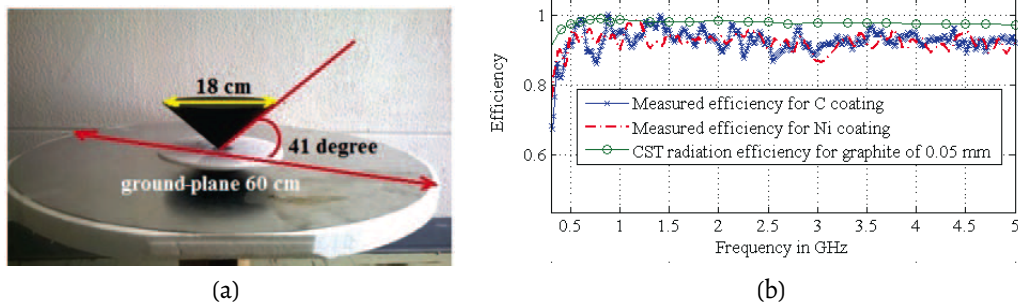 18 cm
41 degree
ground-plane 60 cm
(a)
Efficiency
1
0.8
0.6
Measured efficiency for C coating
Measured efficiency for Ni coating
CST radiation efficiency for graphite of 0.05 mm
0.5 1 1.5 2 2.5 3 3.5 4 4.5 5
Frequency in GHz
(b)